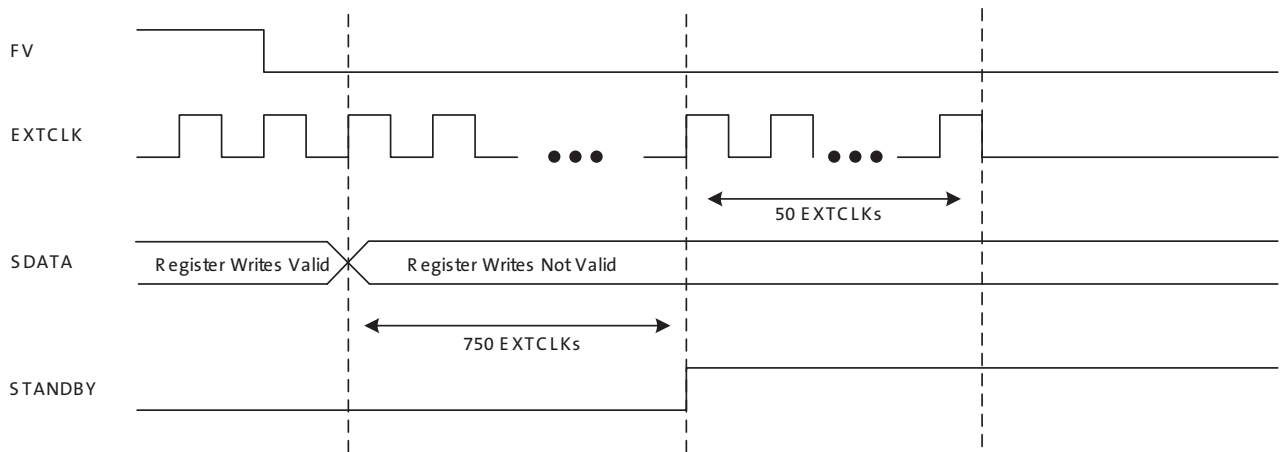 FV
EXTCLK
50 EXTCLKs
SDATA
Register Writes Valid
Register Writes Not Valid
750 EXTCLKs
STANDBY